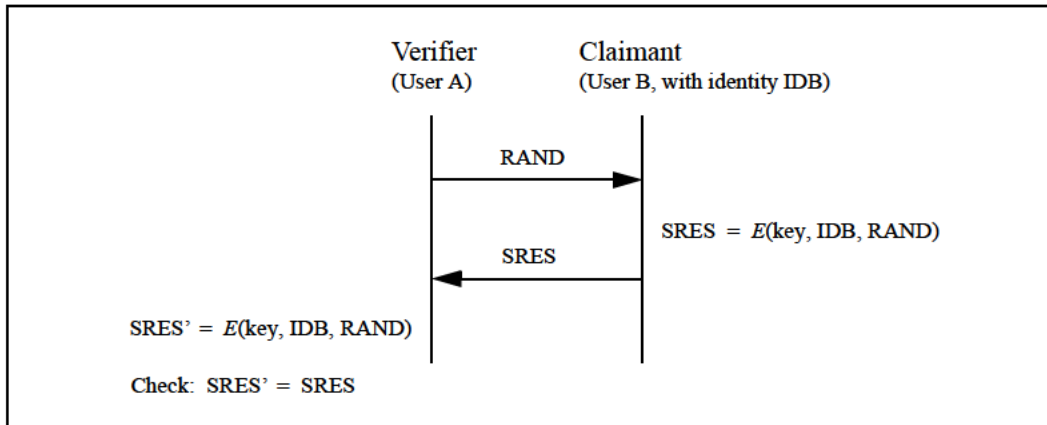 Verifier
(User A)
Claimant
(User B, with identity IDB)
RAND
SRES = E(key, IDB, RAND)
SRES
SRES’ = E(key, IDB, RAND)
Check: SRES’ = SRES